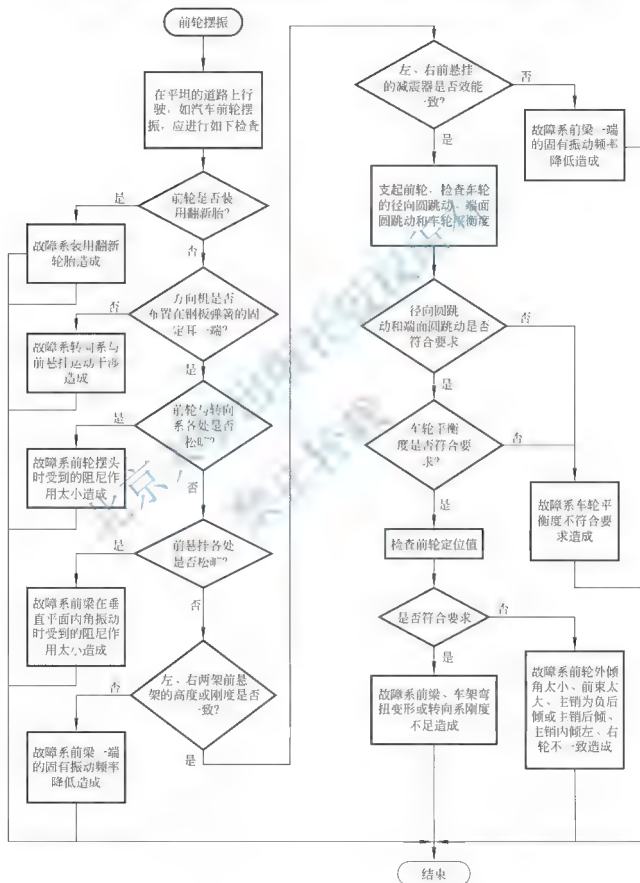 前轮摆振
在平坦的道路上行
驶，如汽车前轮摆
振，应进行如下检查
前轮是否装
用翻新胎?
是
否
故障系装用翻新
轮胎造成
方向机是否
布置在钢板弹簧的固
定耳一端?
否
是
故障系转向系与
前悬挂运动干涉
造成
前轮与转向
系各处是否
松旷?
是
否
故障系前轮摆头
时受到的阻尼作
用太小造成
前悬挂各处
是否松旷?
是
否
故障系前梁在垂
直平面内角振动
时受到的阻尼作
用太小造成
左、右两架前悬
架的高度或刚度是否
一致?
否
是
故障系前梁一端
的固有振动频率
降低造成
左、右前悬挂
的减震器是否效能
一致?
否
是
故障系前梁一端
的固有振动频率
降低造成
支起前轮、检查车轮
的径向圆跳动、端面
圆跳动和车轮平衡度
径向圆跳
动和端面圆跳动是否
符合要求
否
是
车轮平衡
度是否符合要
求?
否
是
故障系车轮平
衡度不符合要
求造成
检查前轮定位值
是否符合要求
否
是
故障系前梁、车架弯
扭变形或转向系刚度
不足造成
故障系前轮外倾
角太小、前束太
大、主销为负后
倾或主销后倾、
主销内倾左、右
轮不一致造成
结束